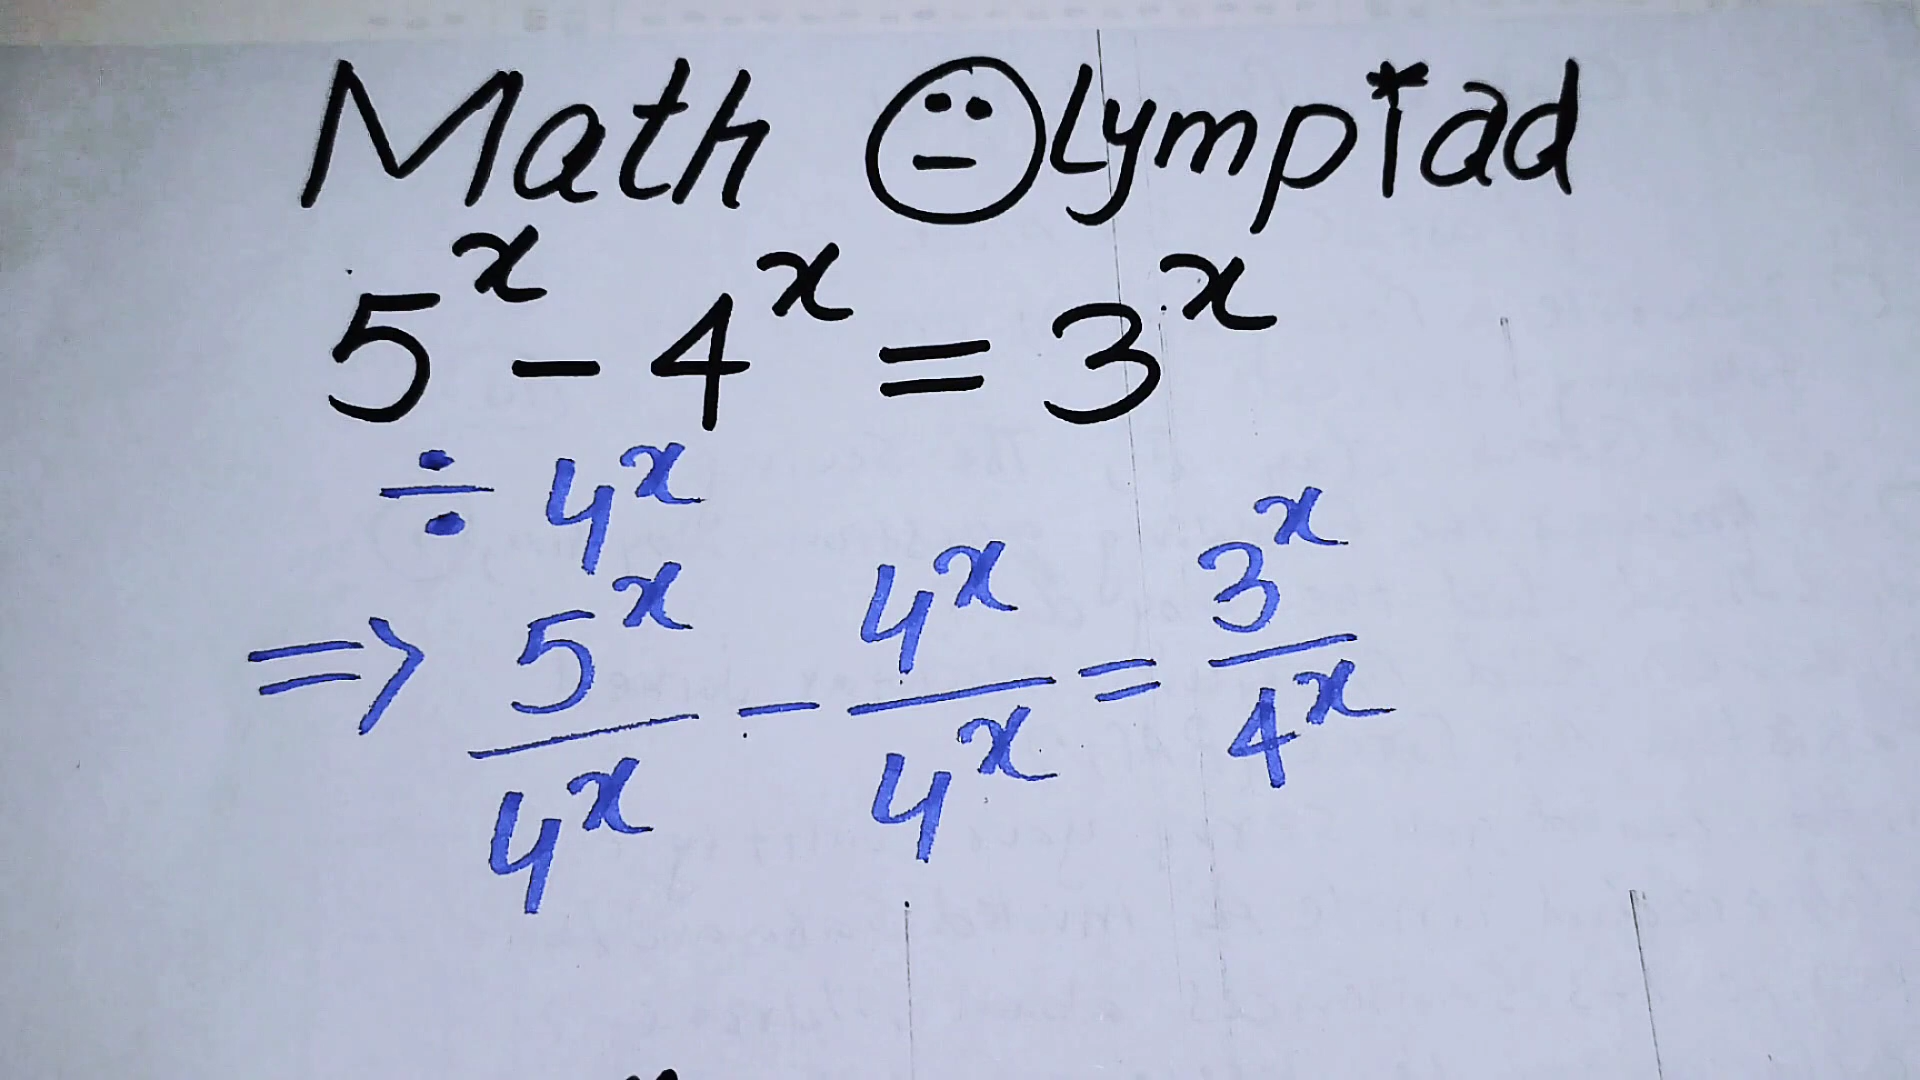 Math Olympiad
5^x - 4^x = 3^x
÷ 4^x
=> 5^x/4^x - 4^x/4^x = 3^x/4^x